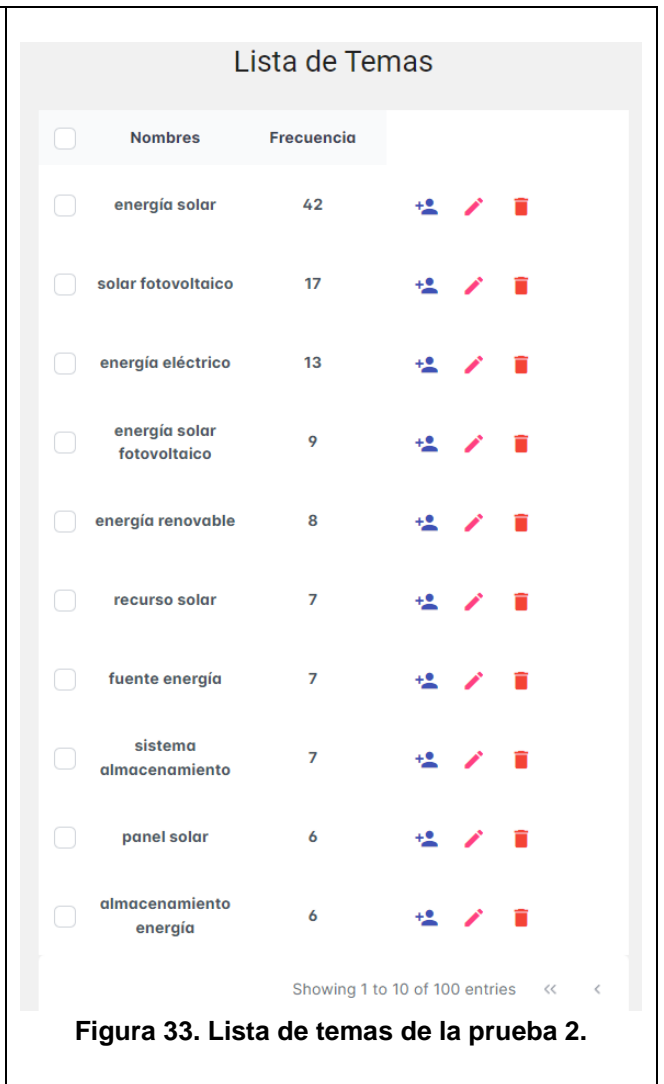 Lista de Temas
Nombres Frecuencia
energía solar 42
solar fotovoltaico 17
energía eléctrico 13
energía solar
fotovoltaico 9
energía renovable 8
recurso solar 7
fuente energía 7
sistema
almacenamiento 7
panel solar 6
almacenamiento
energía 6
Showing 1 to 10 of 100 entries « ‹
Figura 33. Lista de temas de la prueba 2.